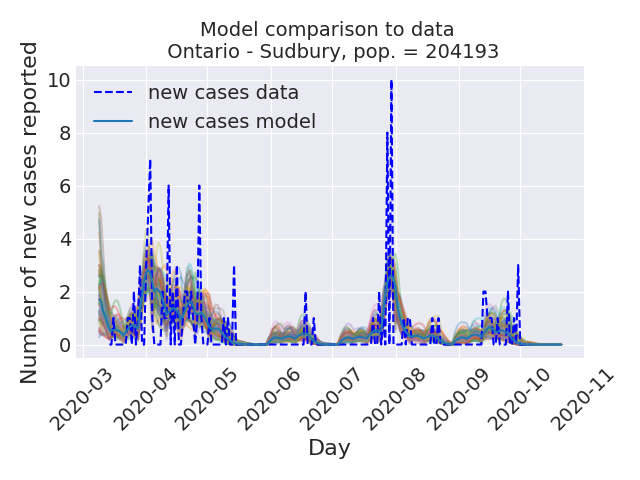 Model comparison to data
Ontario - Sudbury, pop. = 204193
Number of new cases reported
10
8
6
4
2
0
new cases data
new cases model
2020-03
2020-04
2020-05
2020-06
2020-07
2020-08
2020-09
2020-10
2020-11
Day